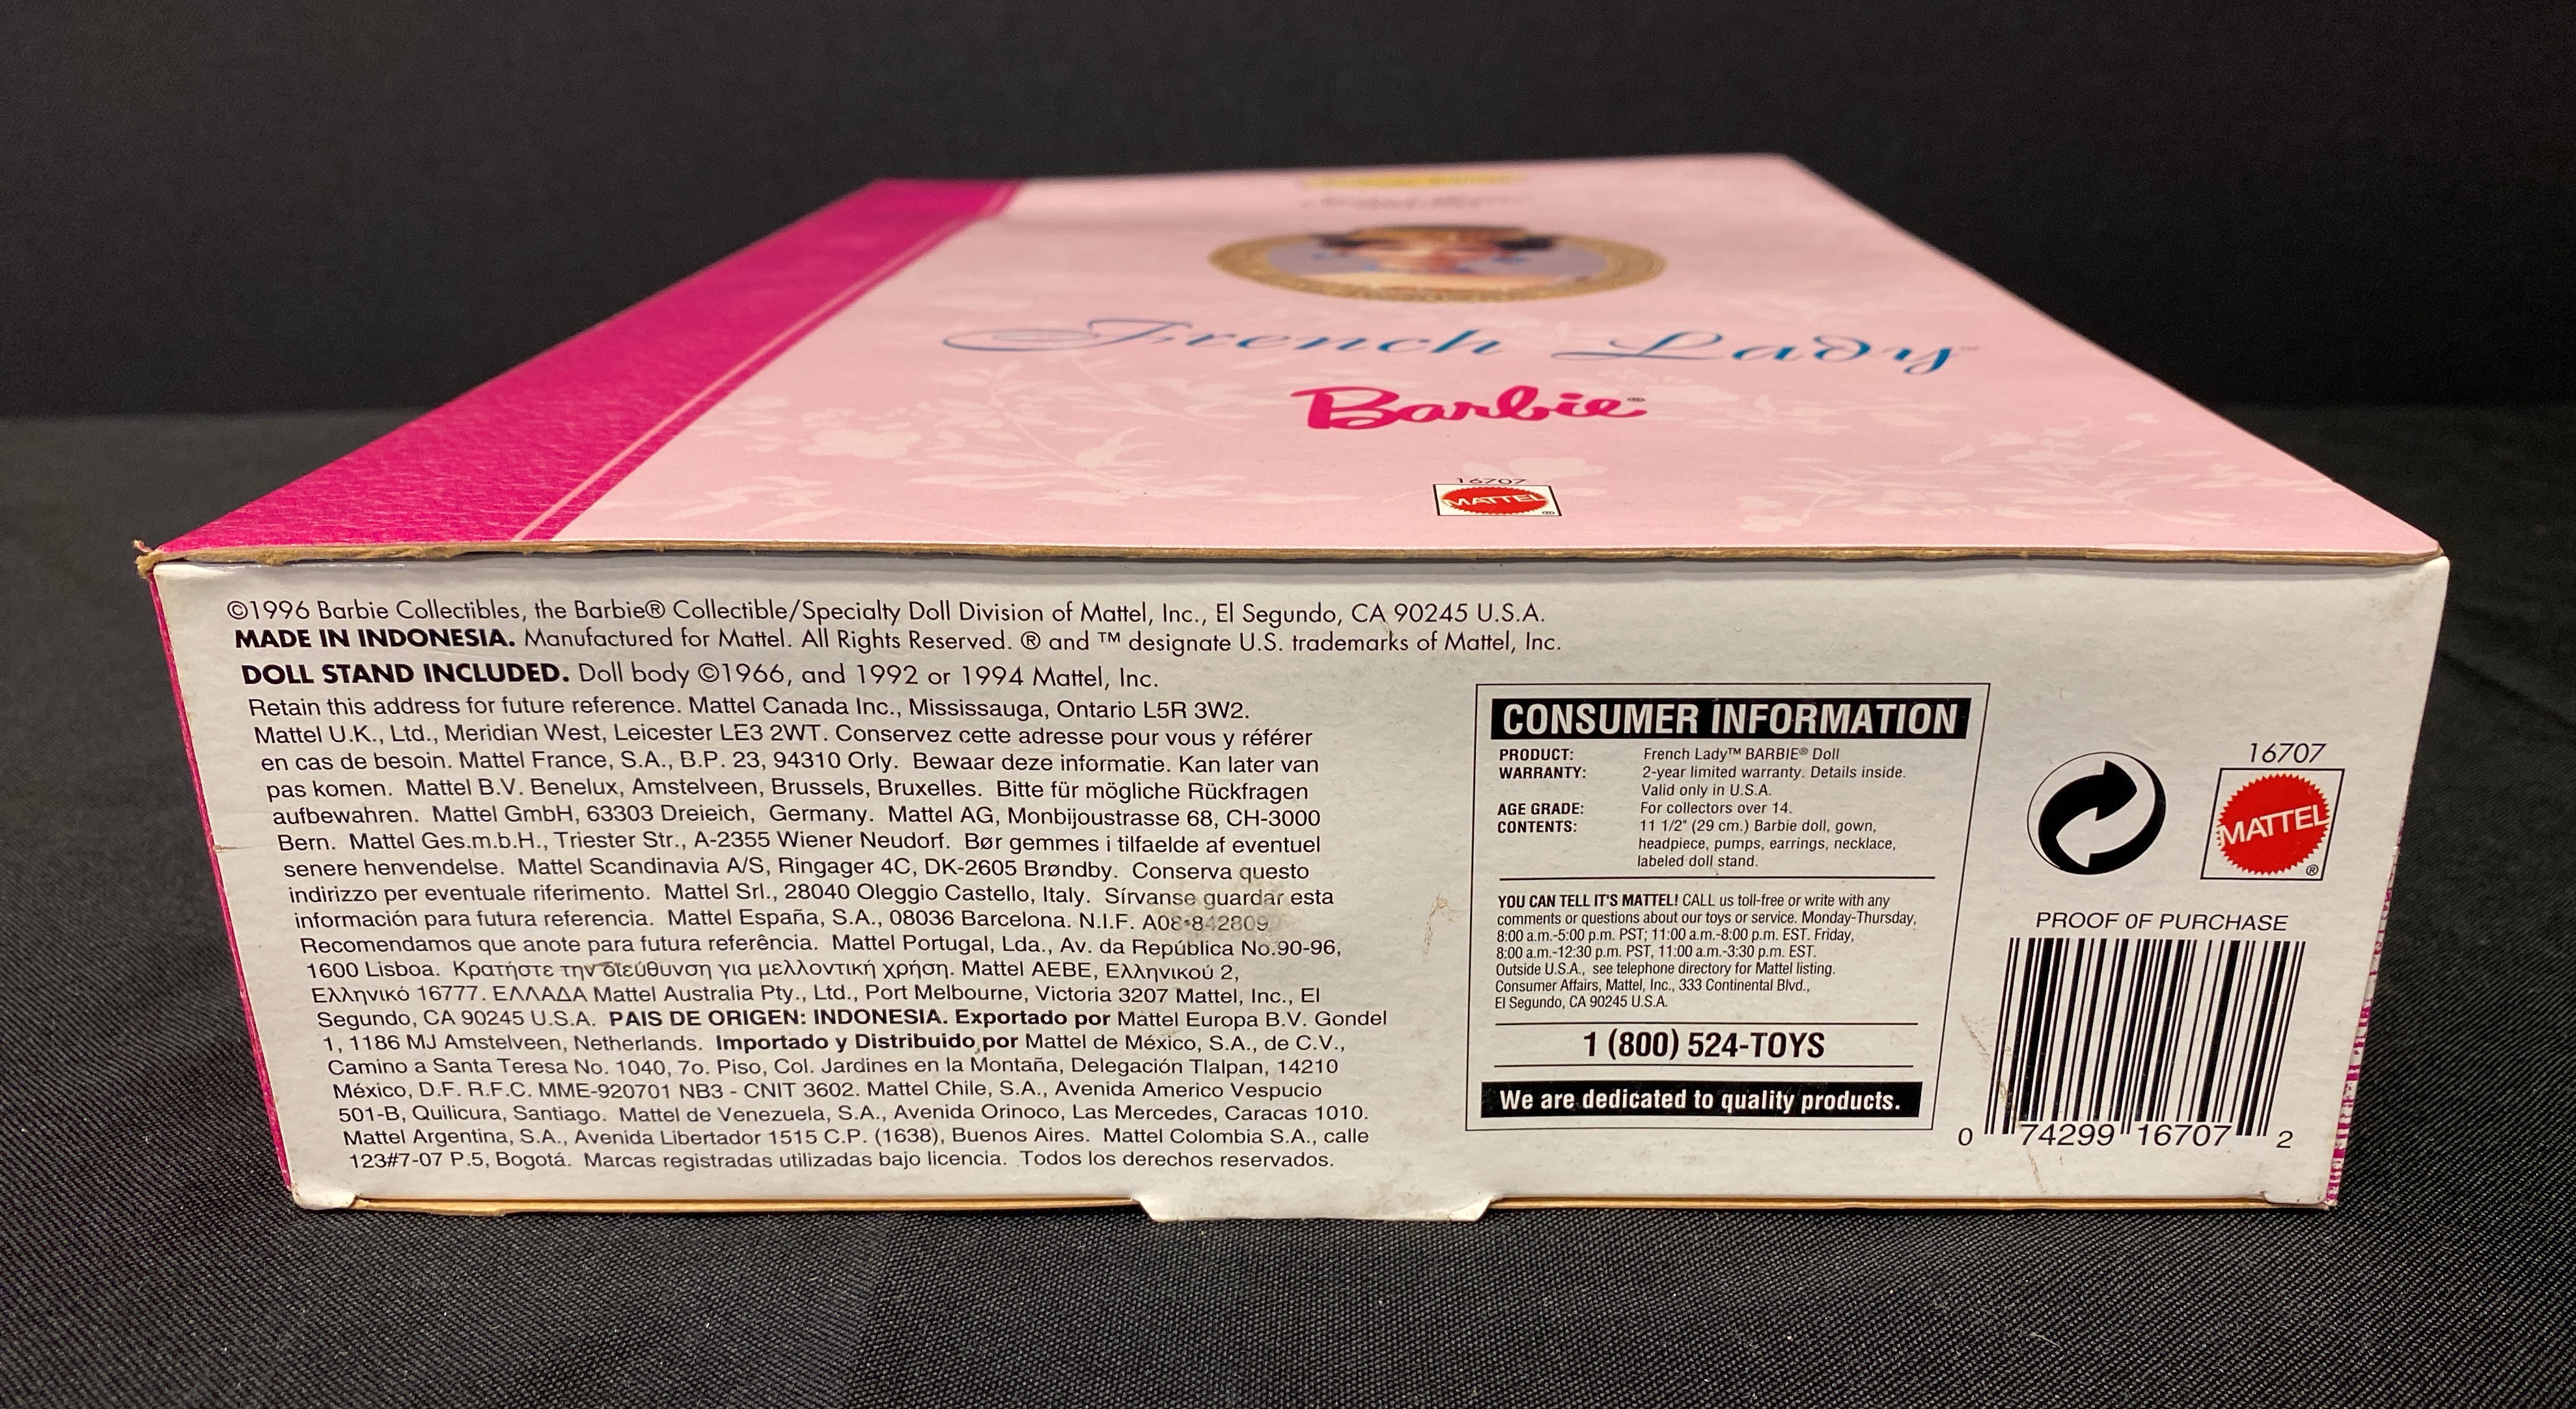 French Lady™
Barbie®
16707
MATTEL
®
©1996 Barbie Collectibles, the Barbie® Collectible/Specialty Doll Division of Mattel, Inc., El Segundo, CA 90245 U.S.A.
MADE IN INDONESIA. Manufactured for Mattel. All Rights Reserved. ® and ™ designate U.S. trademarks of Mattel, Inc.
DOLL STAND INCLUDED. Doll body ©1966, and 1992 or 1994 Mattel, Inc.
Retain this address for future reference. Mattel Canada Inc., Mississauga, Ontario L5R 3W2.
Mattel U.K., Ltd., Meridian West, Leicester LE3 2WT. Conservez cette adresse pour vous y référer
en cas de besoin. Mattel France, S.A., B.P. 23, 94310 Orly. Bewaar deze informatie. Kan later van
pas komen. Mattel B.V. Benelux, Amstelveen, Brussels, Bruxelles. Bitte für mögliche Rückfragen
aufbewahren. Mattel GmbH, 63303 Dreieich, Germany. Mattel AG, Monbijoustrasse 68, CH-3000
Bern. Mattel Ges.m.b.H., Triester Str., A-2355 Wiener Neudorf. Bør gemmes i tilfaelde af eventuel
senere henvendelse. Mattel Scandinavia A/S, Ringager 4C, DK-2605 Brøndby. Conserva questo
indirizzo per eventuale riferimento. Mattel Srl., 28040 Oleggio Castello, Italy. Sírvanse guardar esta
información para futura referencia. Mattel España, S.A., 08036 Barcelona. N.I.F. A08-842809
Recomendamos que anote para futura referência. Mattel Portugal, Lda., Av. da República No.90-96,
1600 Lisboa. Κρατήστε την διεύθυνση για μελλοντική χρήση. Mattel AEBE, Ελληνικού 2,
Ελληνικό 16777. ΕΛΛΑΔΑ Mattel Australia Pty., Ltd., Port Melbourne, Victoria 3207 Mattel, Inc., El
Segundo, CA 90245 U.S.A. PAIS DE ORIGEN: INDONESIA. Exportado por Mattel Europa B.V. Gondel
1, 1186 MJ Amstelveen, Netherlands. Importado y Distribuido por Mattel de México, S.A., de C.V.,
Camino a Santa Teresa No. 1040, 7o. Piso, Col. Jardines en la Montaña, Delegación Tlalpan, 14210
México, D.F. R.F.C. MME-920701 NB3 - CNIT 3602. Mattel Chile, S.A., Avenida Americo Vespucio
501-B, Quilicura, Santiago. Mattel de Venezuela, S.A., Avenida Orinoco, Las Mercedes, Caracas 1010.
Mattel Argentina, S.A., Avenida Libertador 1515 C.P. (1638), Buenos Aires. Mattel Colombia S.A., calle
123#7-07 P.5, Bogotá. Marcas registradas utilizadas bajo licencia. Todos los derechos reservados.
CONSUMER INFORMATION
PRODUCT: French Lady™ BARBIE® Doll
WARRANTY: 2-year limited warranty. Details inside.
Valid only in U.S.A.
AGE GRADE: For collectors over 14.
CONTENTS: 11 1/2" (29 cm.) Barbie doll, gown,
headpiece, pumps, earrings, necklace,
labeled doll stand.
YOU CAN TELL IT'S MATTEL! CALL us toll-free or write with any
comments or questions about our toys or service. Monday-Thursday,
8:00 a.m.-5:00 p.m. PST; 11:00 a.m.-8:00 p.m. EST. Friday,
8:00 a.m.-12:30 p.m. PST, 11:00 a.m.-3:30 p.m. EST.
Outside U.S.A., see telephone directory for Mattel listing.
Consumer Affairs, Mattel, Inc., 333 Continental Blvd.,
El Segundo, CA 90245 U.S.A.
1 (800) 524-TOYS
We are dedicated to quality products.
16707
MATTEL
®
PROOF OF PURCHASE
0 74299 16707 2